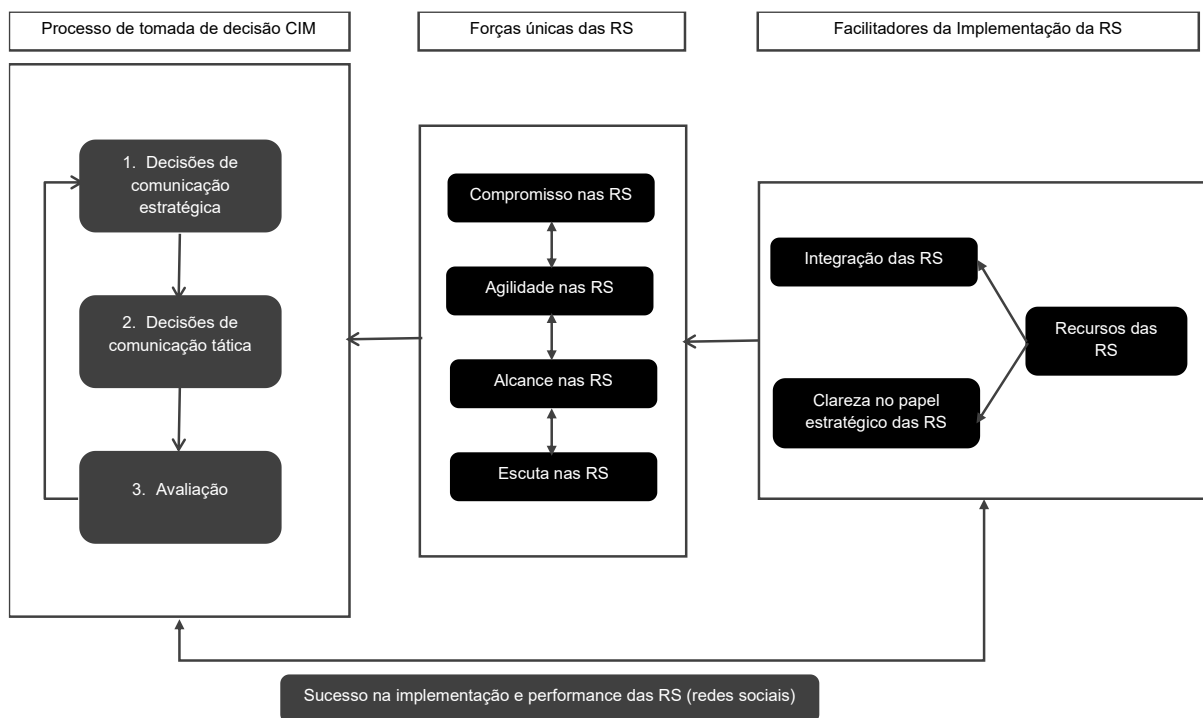 Processo de tomada de decisão CIM
Forças únicas das RS
Facilitadores da Implementação da RS
1. Decisões de
comunicação
estratégica
2. Decisões de
comunicação tática
3. Avaliação
Compromisso nas RS
Agilidade nas RS
Alcance nas RS
Escuta nas RS
Integração das RS
Clareza no papel
estratégico das RS
Recursos das
RS
Sucesso na implementação e performance das RS (redes sociais)